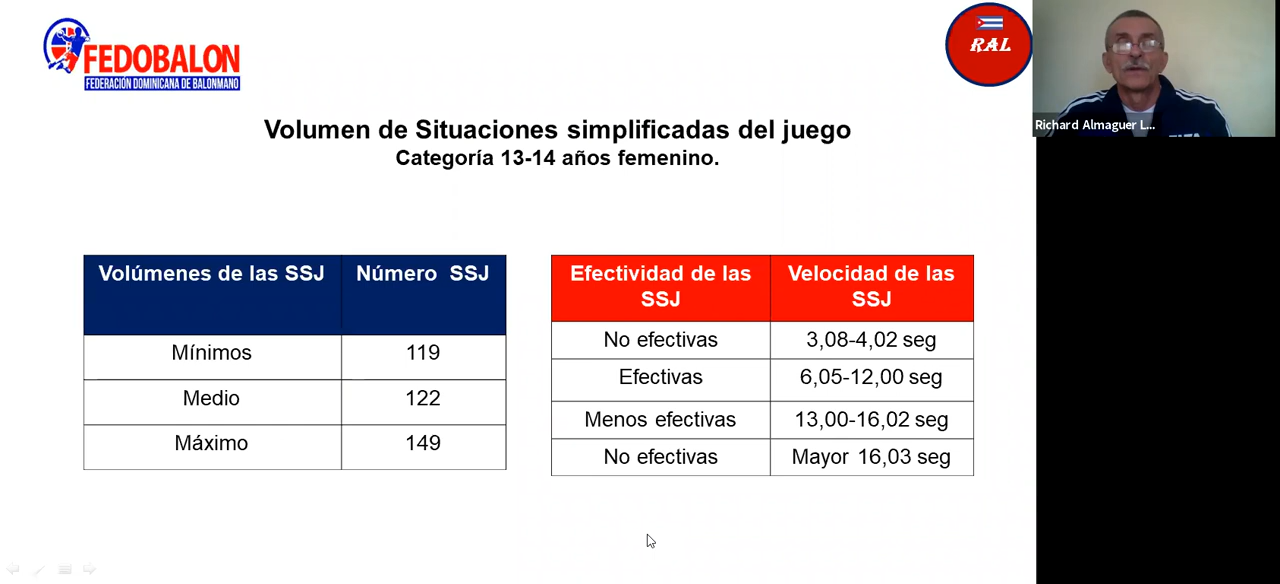 FEDOBALON
FEDERACIÓN DOMINICANA DE BALONMANO
RAL
Richard Almaguer L...
Volumen de Situaciones simplificadas del juego
Categoría 13-14 años femenino.
Volúmenes de las SSJ Número SSJ
Mínimos 119
Medio 122
Máximo 149
Efectividad de las SSJ Velocidad de las SSJ
No efectivas 3,08-4,02 seg
Efectivas 6,05-12,00 seg
Menos efectivas 13,00-16,02 seg
No efectivas Mayor 16,03 seg